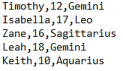 Timothy,12,Gemini
Isabella,17,Leo
Zane,16,Sagittarius
Leah,18,Gemini
Keith,10,Aquarius